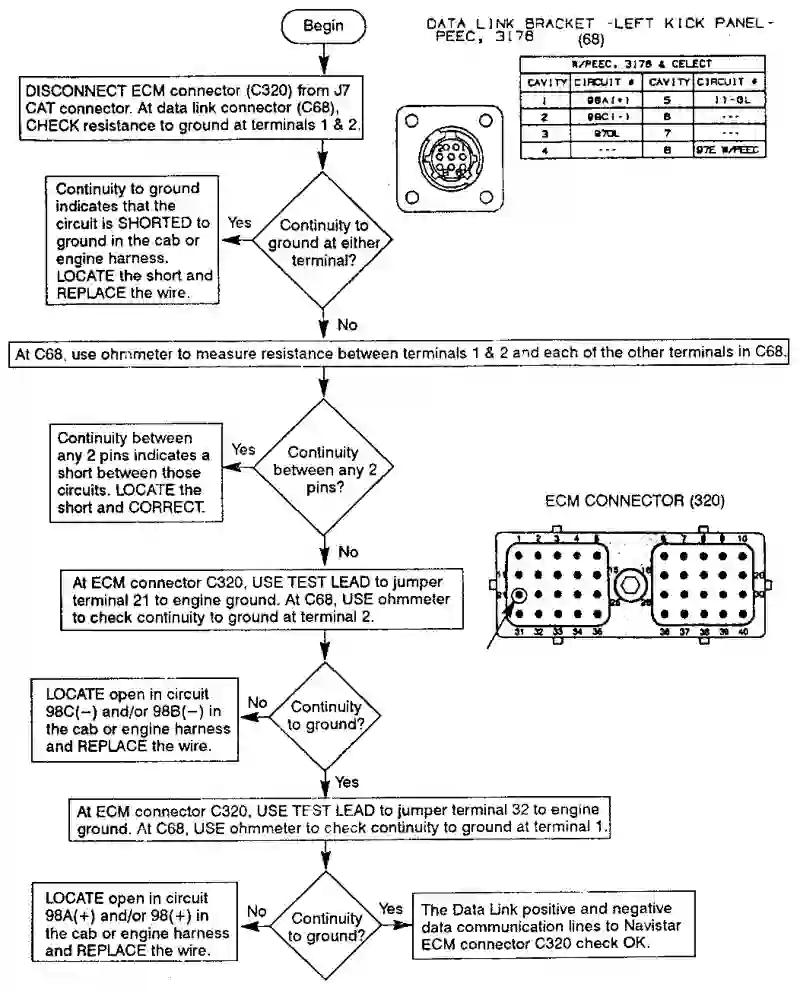 Begin
DATA LINK BRACKET -LEFT KICK PANEL-
PEEC, 3176
(68)
W/PEEC, 3176 & CELECT
CAVITY CIRCUIT # CAVITY CIRCUIT #
1 98A(+) 5 11-GL
2 98C(-) 6 ---
3 97DL 7 ---
4 --- 8 97E W/PEEC
DISCONNECT ECM connector (C320) from J7
CAT connector. At data link connector (C68),
CHECK resistance to ground at terminals 1 & 2.
Continuity to ground
indicates that the
circuit is SHORTED to
ground in the cab or
engine harness.
LOCATE the short and
REPLACE the wire.
Yes
Continuity to
ground at either
terminal?
No
At C68, use ohmmeter to measure resistance between terminals 1 & 2 and each of the other terminals in C68.
Continuity between
any 2 pins indicates a
short between those
circuits. LOCATE the
short and CORRECT.
Yes
Continuity
between any 2
pins?
No
ECM CONNECTOR (320)
1 2 3 4 5 6 7 8 9 10
11 15 16 20
21 25 26 30
31 32 33 34 35 36 37 38 39 40
At ECM connector C320, USE TEST LEAD to jumper
terminal 21 to engine ground. At C68, USE ohmmeter
to check continuity to ground at terminal 2.
LOCATE open in circuit
98C(−) and/or 98B(−) in
the cab or engine harness
and REPLACE the wire.
No
Continuity
to ground?
Yes
At ECM connector C320, USE TEST LEAD to jumper terminal 32 to engine
ground. At C68, USE ohmmeter to check continuity to ground at terminal 1.
LOCATE open in circuit
98A(+) and/or 98(+) in
the cab or engine harness
and REPLACE the wire.
No
Continuity
to ground?
Yes
The Data Link positive and negative
data communication lines to Navistar
ECM connector C320 check OK.